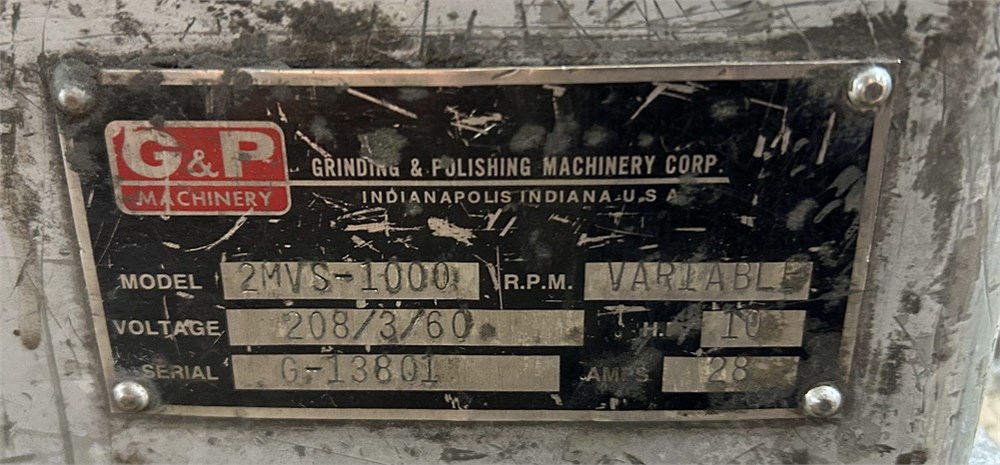 G&P
MACHINERY
GRINDING & POLISHING MACHINERY CORP.
INDIANAPOLIS INDIANA U.S.A
MODEL 2MVS-1000 R.P.M. VARIABLE
VOLTAGE 208/3/60 H. 10
SERIAL G-13801 AMPS 28